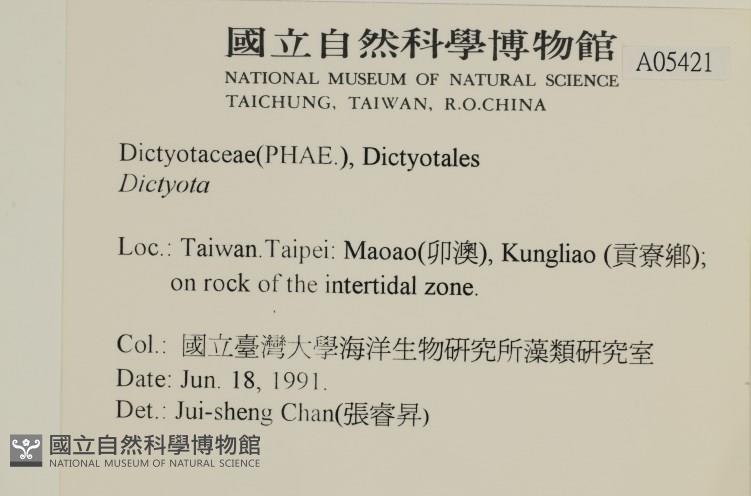 國立自然科學博物館
A05421
NATIONAL MUSEUM OF NATURAL SCIENCE
TAICHUNG, TAIWAN, R.O.CHINA
Dictyotaceae(PHAE.), Dictyotales
Dictyota
Loc.: Taiwan.Taipei: Maoao(卯澳), Kungliao (貢寮鄉);
on rock of the intertidal zone.
Col.: 國立臺灣大學海洋生物研究所藻類研究室
Date: Jun. 18, 1991.
Det.: Jui-sheng Chan(張睿昇)
國立自然科學博物館
NATIONAL MUSEUM OF NATURAL SCIENCE